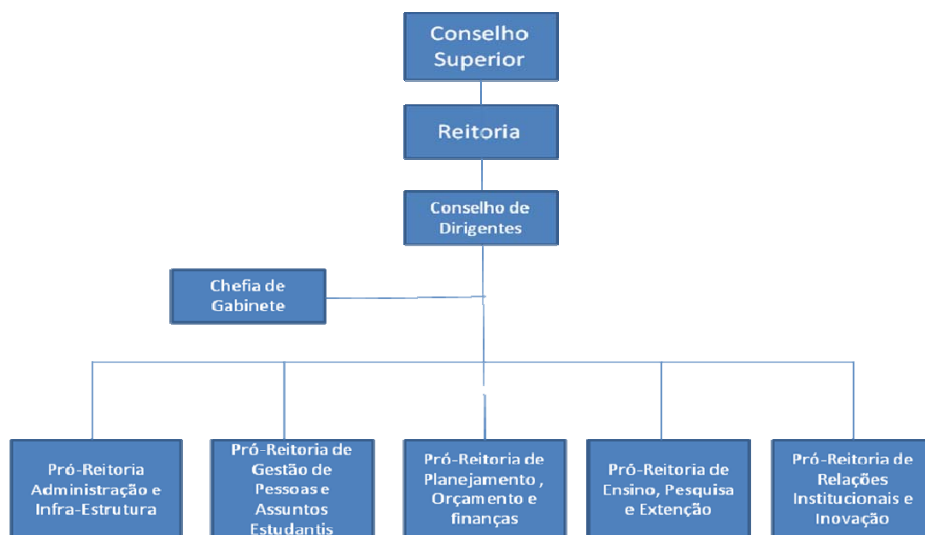 Conselho
Superior
Reitoria
Conselho de
Dirigentes
Chefia de
Gabinete
Pró-Reitoria
Administração e
Infra-Estrutura
Pró-Reitoria de
Gestão de
Pessoas e
Assuntos
Estudantis
Pró-Reitoria de
Planejamento ,
Orçamento e
finanças
Pró-Reitoria de
Ensino, Pesquisa
e Extenção
Pró-Reitoria de
Relações
Institucionais e
Inovação